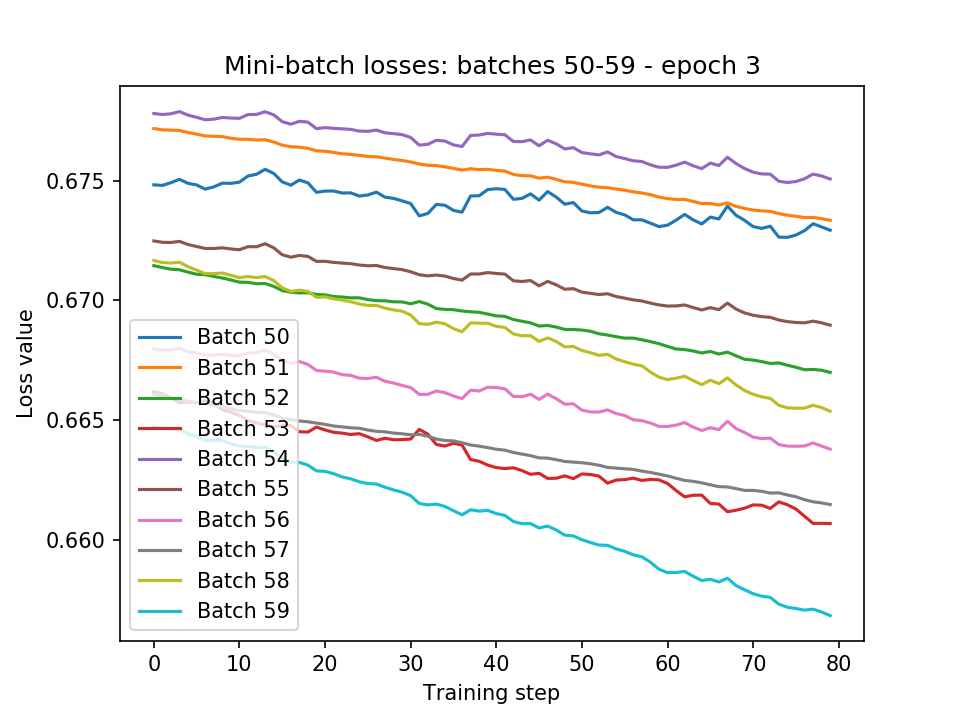 Mini-batch losses: batches 50-59 - epoch 3
Loss value
0.675
0.670
0.665
0.660
Batch 50
Batch 51
Batch 52
Batch 53
Batch 54
Batch 55
Batch 56
Batch 57
Batch 58
Batch 59
0 10 20 30 40 50 60 70 80
Training step